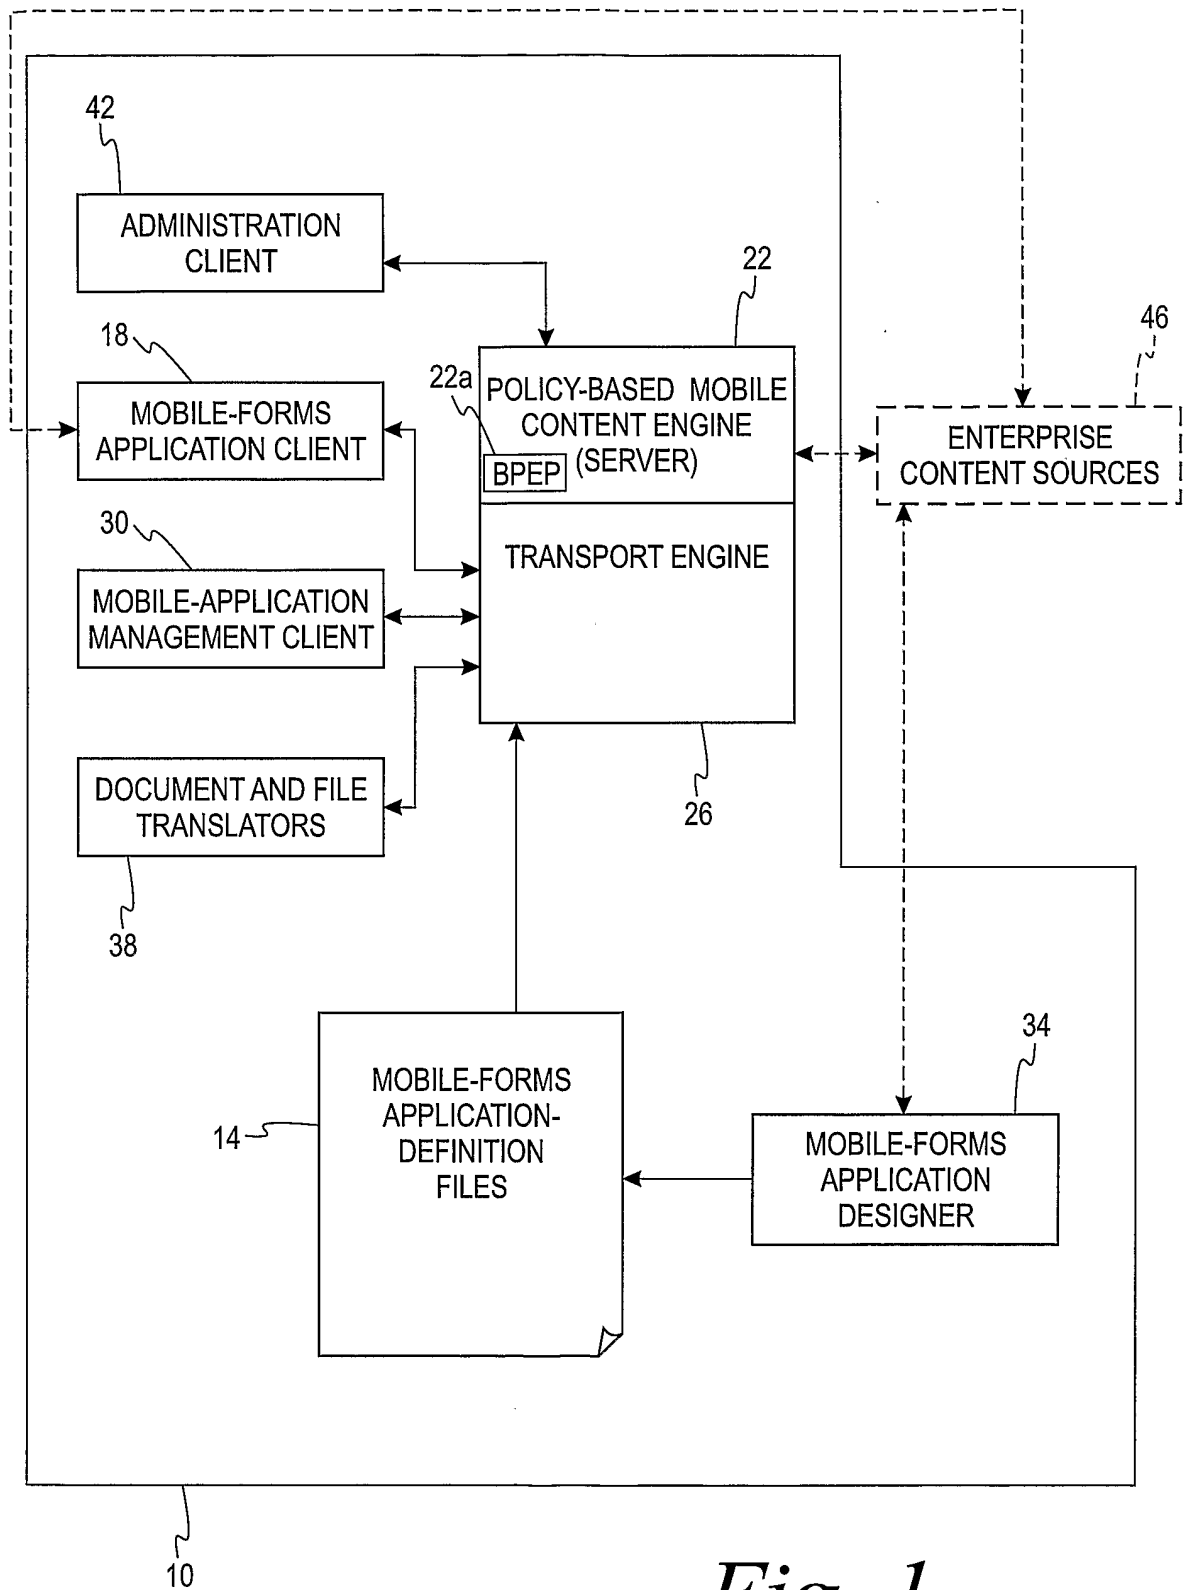 42
ADMINISTRATION
CLIENT
22
46
18
22a
POLICY-BASED MOBILE
CONTENT ENGINE
(SERVER)
BPEP
MOBILE-FORMS
APPLICATION CLIENT
ENTERPRISE
CONTENT SOURCES
30
TRANSPORT ENGINE
MOBILE-APPLICATION
MANAGEMENT CLIENT
DOCUMENT AND FILE
TRANSLATORS
26
38
34
MOBILE-FORMS
APPLICATION-
DEFINITION
FILES
14
MOBILE-FORMS
APPLICATION
DESIGNER
10
Fig. 1